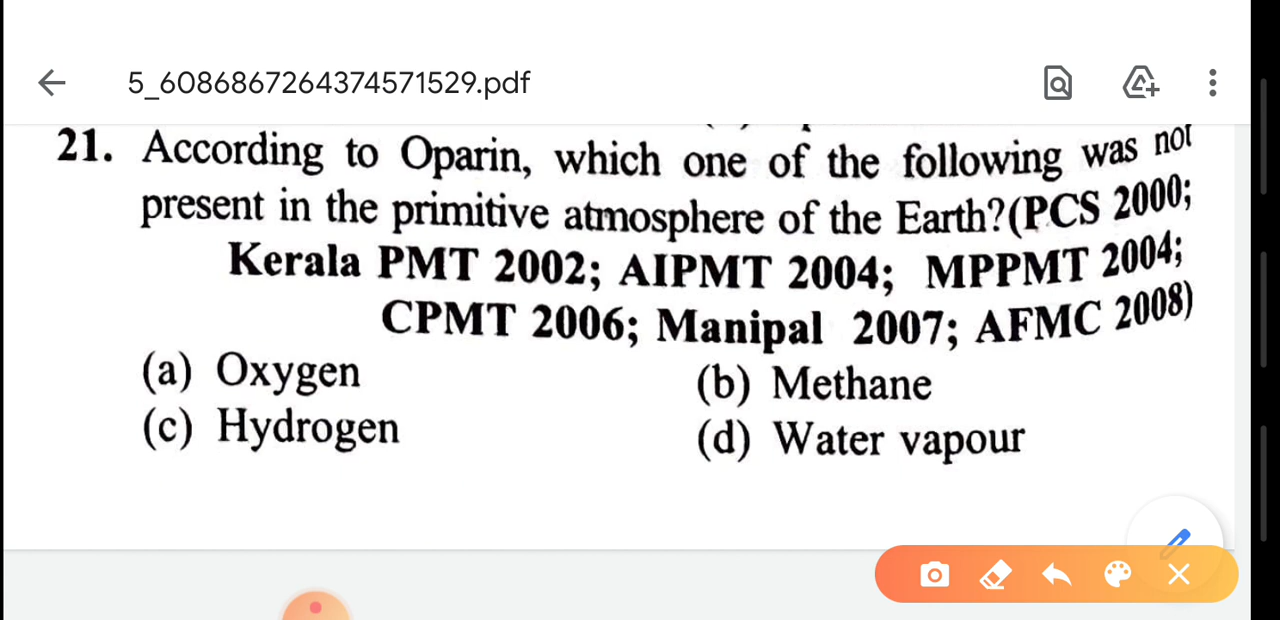 5_6086867264374571529.pdf
21. According to Oparin, which one of the following was not
present in the primitive atmosphere of the Earth?(PCS 2000;
Kerala PMT 2002; AIPMT 2004; MPPMT 2004;
CPMT 2006; Manipal 2007; AFMC 2008)
(a) Oxygen (b) Methane
(c) Hydrogen (d) Water vapour